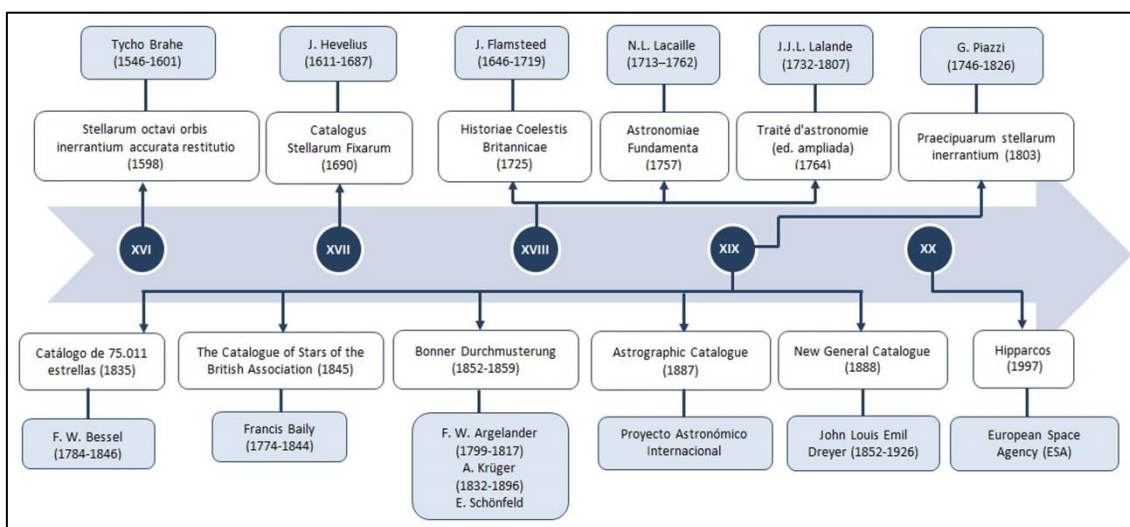 Tycho Brahe
(1546-1601)
J. Hevelius
(1611-1687)
J. Flamsteed
(1646-1719)
N.L. Lacaille
(1713–1762)
J.J.L. Lalande
(1732-1807)
G. Piazzi
(1746-1826)
Stellarum octavi orbis
inerrantium accurata restitutio
(1598)
Catalogus
Stellarum Fixarum
(1690)
Historiae Coelestis
Britannicae
(1725)
Astronomiae
Fundamenta
(1757)
Traité d'astronomie
(ed. ampliada)
(1764)
Praecipuarum stellarum
inerrantium (1803)
XVI
XVII
XVIII
XIX
XX
Catálogo de 75.011
estrellas (1835)
The Catalogue of Stars of the
British Association (1845)
Bonner Durchmusterung
(1852-1859)
Astrographic Catalogue
(1887)
New General Catalogue
(1888)
Hipparcos
(1997)
F. W. Bessel
(1784-1846)
Francis Baily
(1774-1844)
F. W. Argelander
(1799-1817)
A. Krüger
(1832-1896)
E. Schönfeld
Proyecto Astronómico
Internacional
John Louis Emil
Dreyer (1852-1926)
European Space
Agency (ESA)